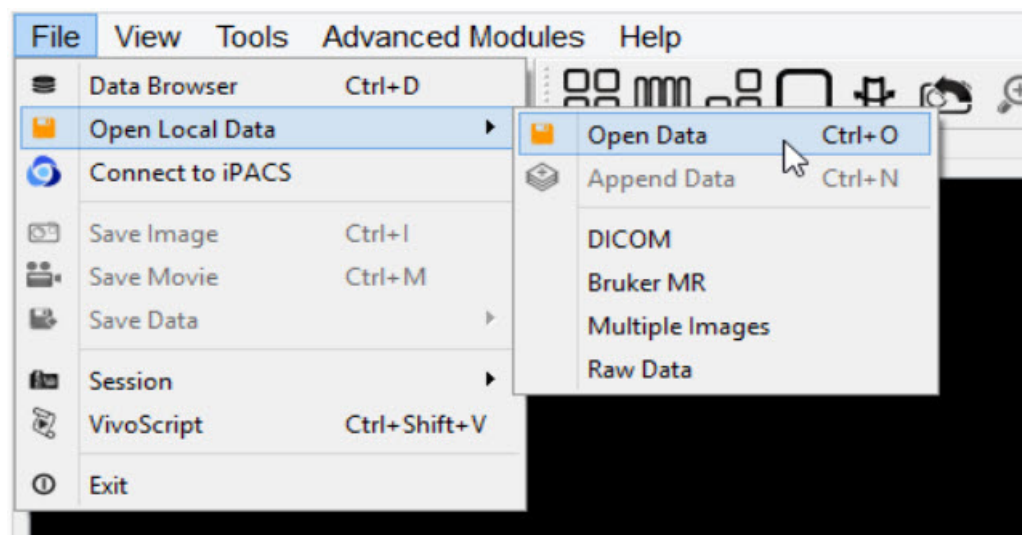 File View Tools Advanced Modules Help
Data Browser Ctrl+D
Open Local Data
Connect to iPACS
Save Image Ctrl+I
Save Movie Ctrl+M
Save Data
Session
VivoScript Ctrl+Shift+V
Exit
Open Data Ctrl+O
Append Data Ctrl+N
DICOM
Bruker MR
Multiple Images
Raw Data